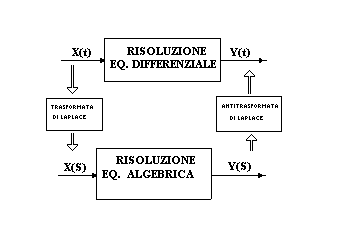 X(t)
RISOLUZIONE
EQ. DIFFERENZIALE
Y(t)
TRASFORMATA
DI LAPLACE
ANTITRASFORMATA
DI LAPLACE
X(S)
RISOLUZIONE
EQ. ALGEBRICA
Y(S)